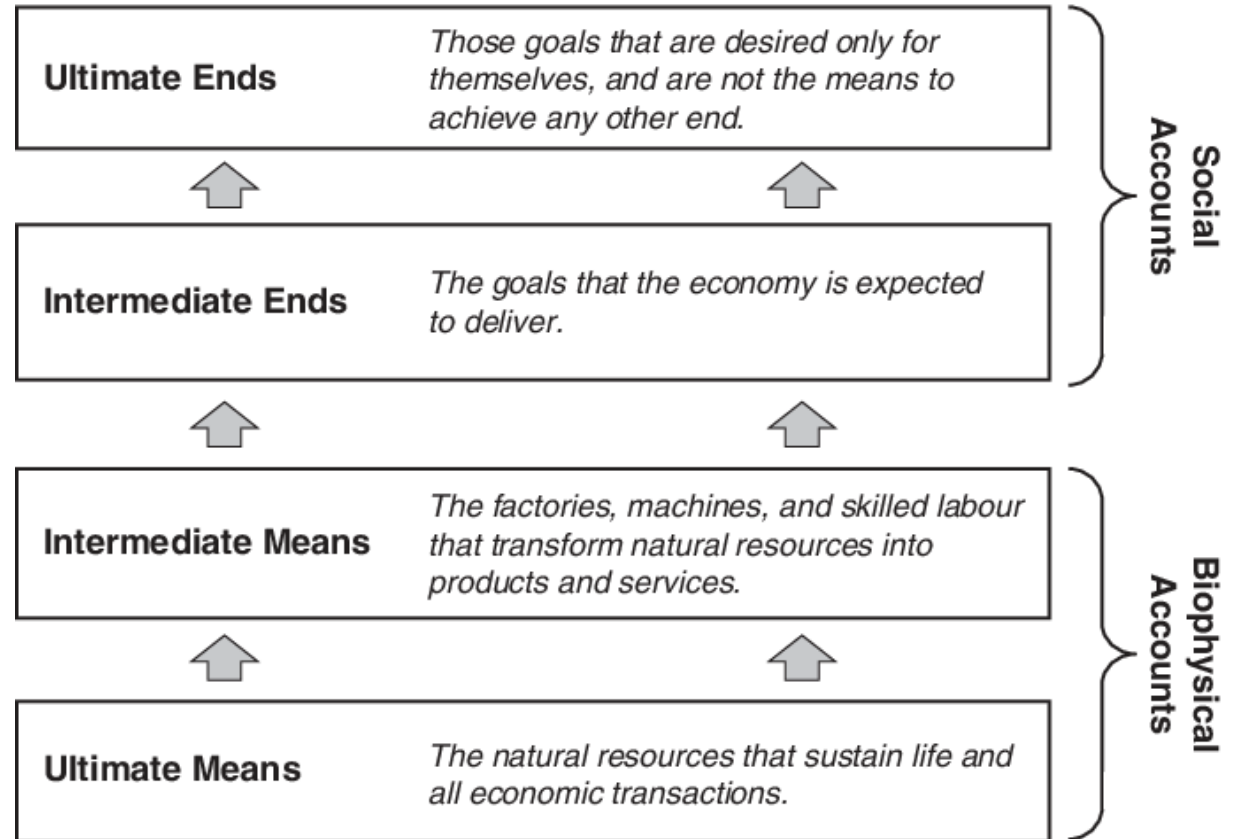 Ultimate Ends
Those goals that are desired only for
themselves, and are not the means to
achieve any other end.
Intermediate Ends
The goals that the economy is expected
to deliver.
Social
Accounts
Intermediate Means
The factories, machines, and skilled labour
that transform natural resources into
products and services.
Ultimate Means
The natural resources that sustain life and
all economic transactions.
Biophysical
Accounts